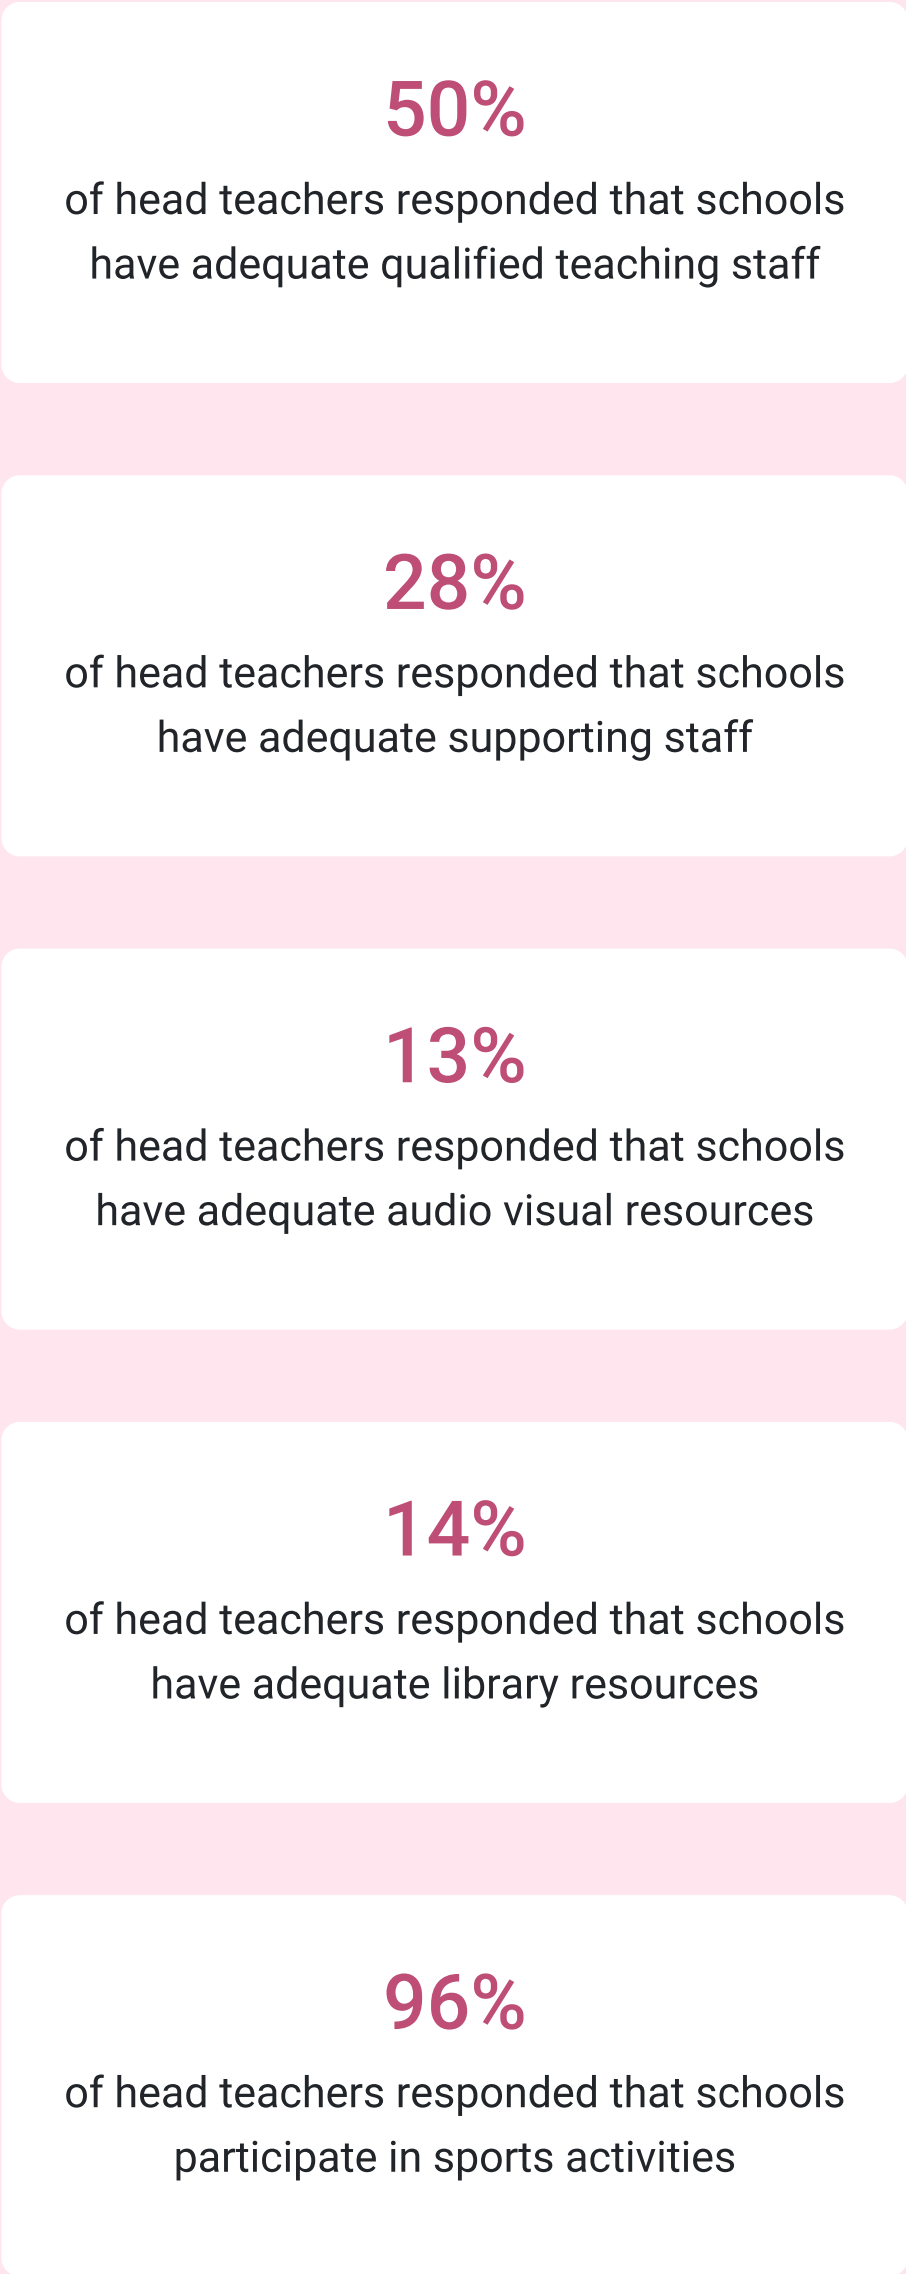 50%
of head teachers responded that schools
have adequate qualified teaching staff
28%
of head teachers responded that schools
have adequate supporting staff
13%
of head teachers responded that schools
have adequate audio visual resources
14%
of head teachers responded that schools
have adequate library resources
96%
of head teachers responded that schools
participate in sports activities